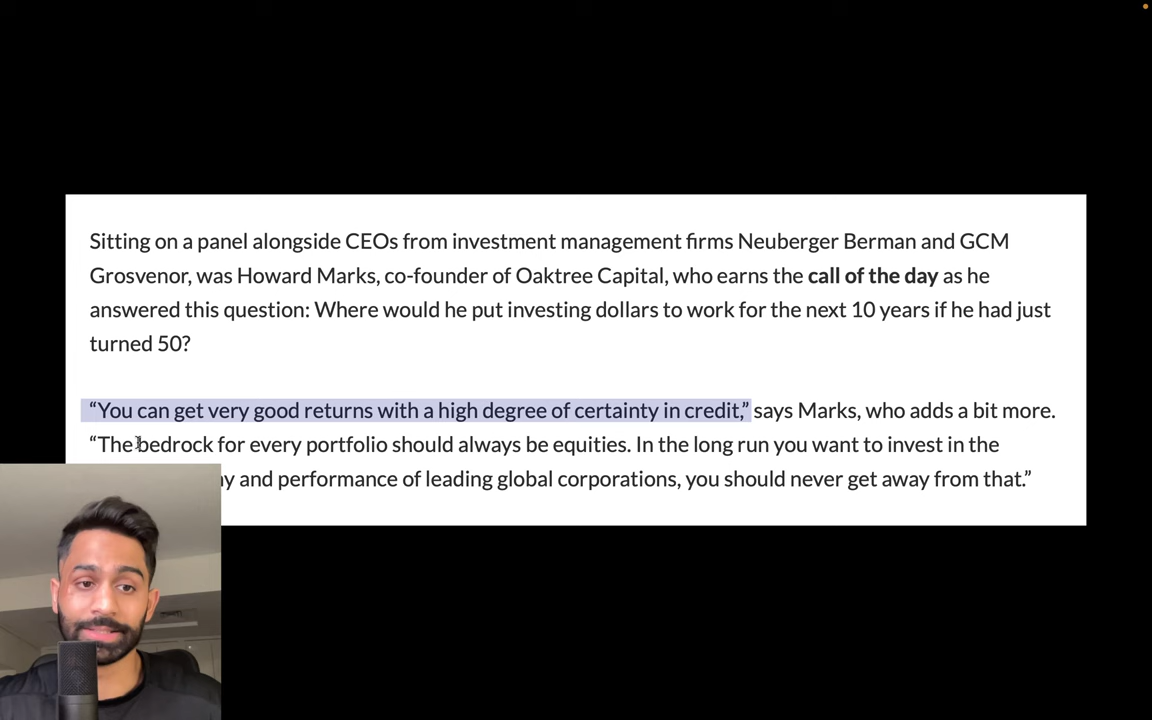 Sitting on a panel alongside CEOs from investment management firms Neuberger Berman and GCM
Grosvenor, was Howard Marks, co-founder of Oaktree Capital, who earns the call of the day as he
answered this question: Where would he put investing dollars to work for the next 10 years if he had just
turned 50?
“You can get very good returns with a high degree of certainty in credit,” says Marks, who adds a bit more.
“The bedrock for every portfolio should always be equities. In the long run you want to invest in the
and performance of leading global corporations, you should never get away from that.”